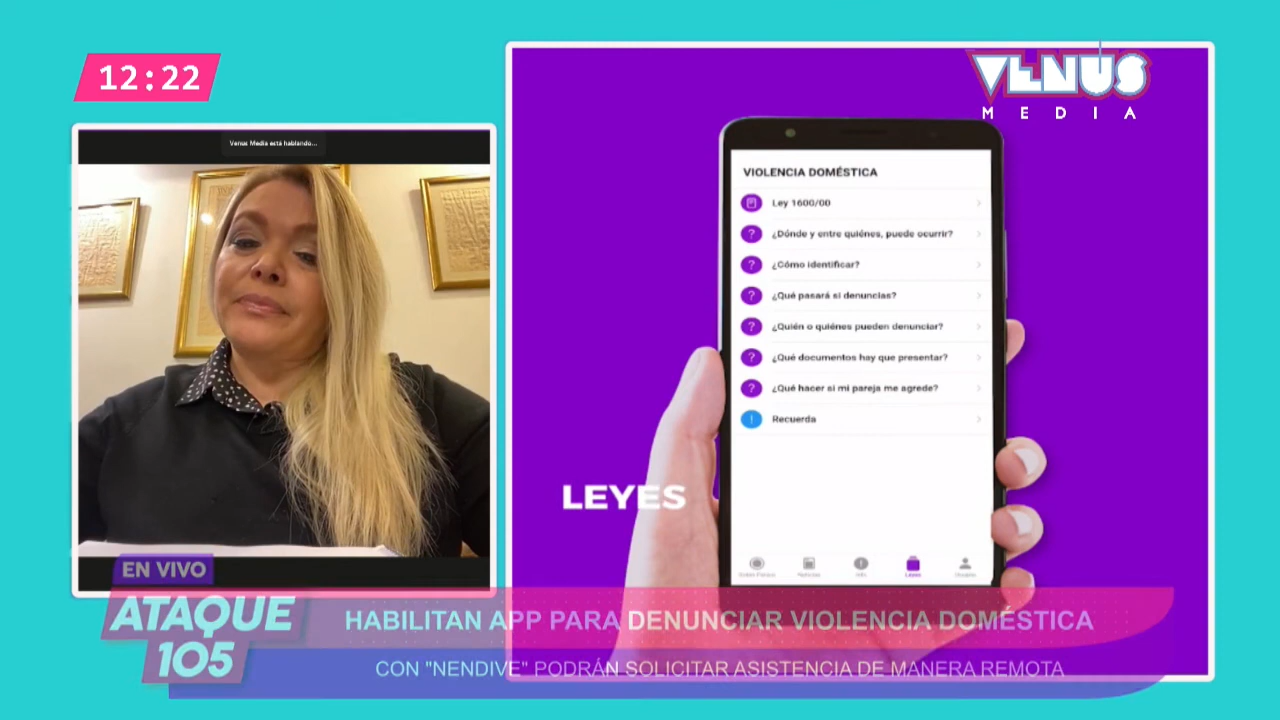 12:22
VENUS
MEDIA
Venus Media está hablando...
VIOLENCIA DOMÉSTICA
Ley 1600/00
¿Dónde y entre quiénes, puede ocurrir?
¿Cómo identificar?
¿Qué pasará si denuncias?
¿Quién o quiénes pueden denunciar?
¿Qué documentos hay que presentar?
¿Qué hacer si mi pareja me agrede?
Recuerda
LEYES
Noticias
Leyes
Usuario
EN VIVO
ATAQUE
105
HABILITAN APP PARA DENUNCIAR VIOLENCIA DOMÉSTICA
CON "NENDIVE" PODRÁN SOLICITAR ASISTENCIA DE MANERA REMOTA